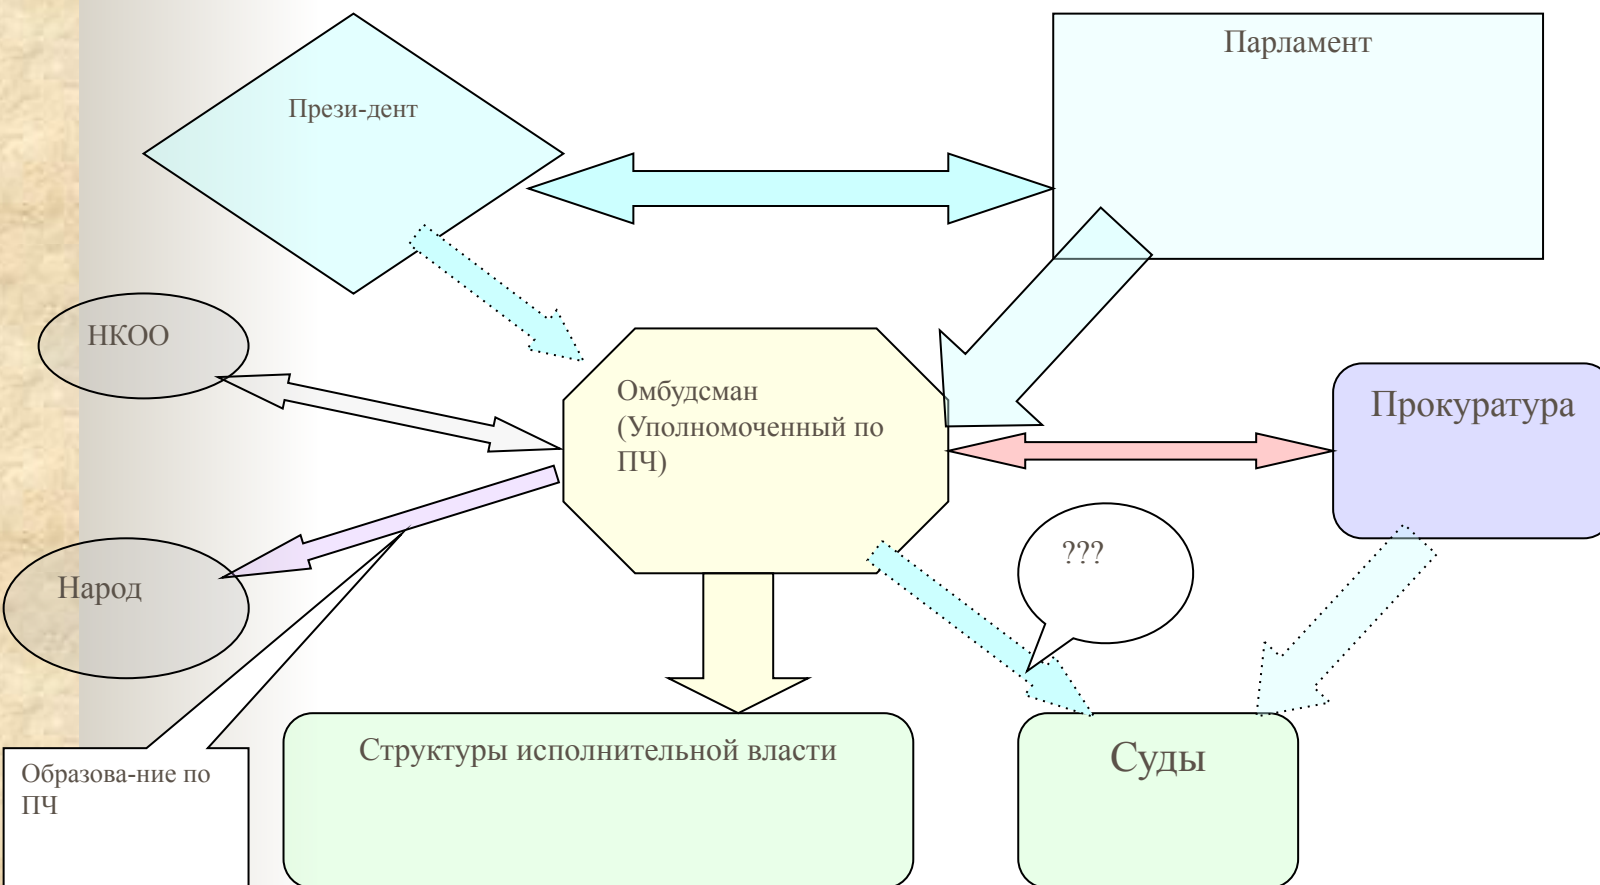 Парламент
Прези-дент
НКОО
Омбудсман
(Уполномоченный по
ПЧ)
Прокуратура
???
Народ
Структуры исполнительной власти
Суды
Образова-ние по
ПЧ